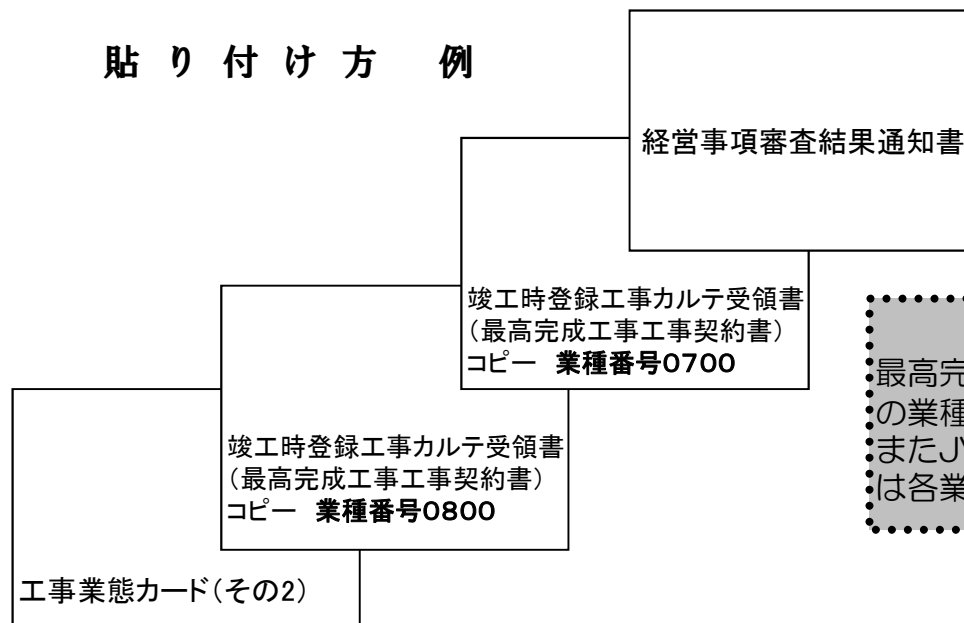 貼り付け方　例
経営事項審査結果通知書
竣工時登録工事カルテ受領書
（最高完成工事工事契約書）
コピー　業種番号0700
最高完
の業種
またJV
は各業
竣工時登録工事カルテ受領書
（最高完成工事工事契約書）
コピー　業種番号0800
工事業態カード（その2）